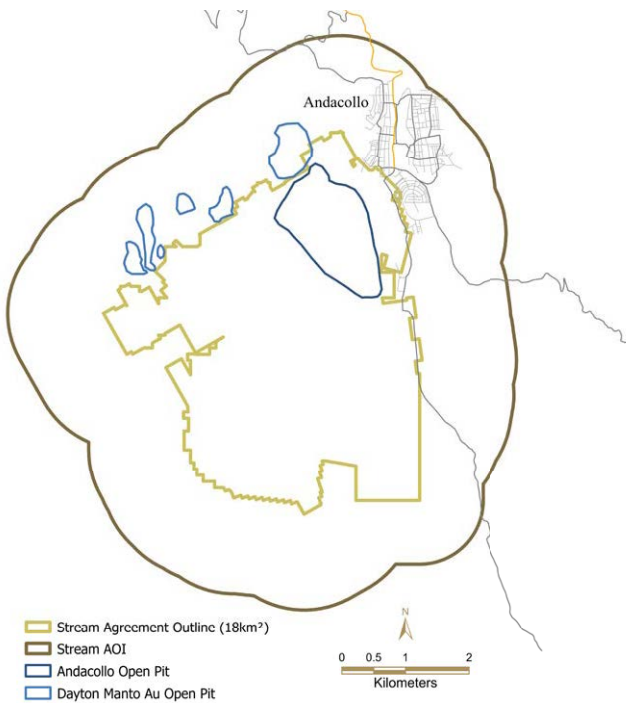 Andacollo
Stream Agreement Outline (18km²)
Stream AOI
Andacollo Open Pit
Dayton Manto Au Open Pit
N
0 0.5 1 2
Kilometers